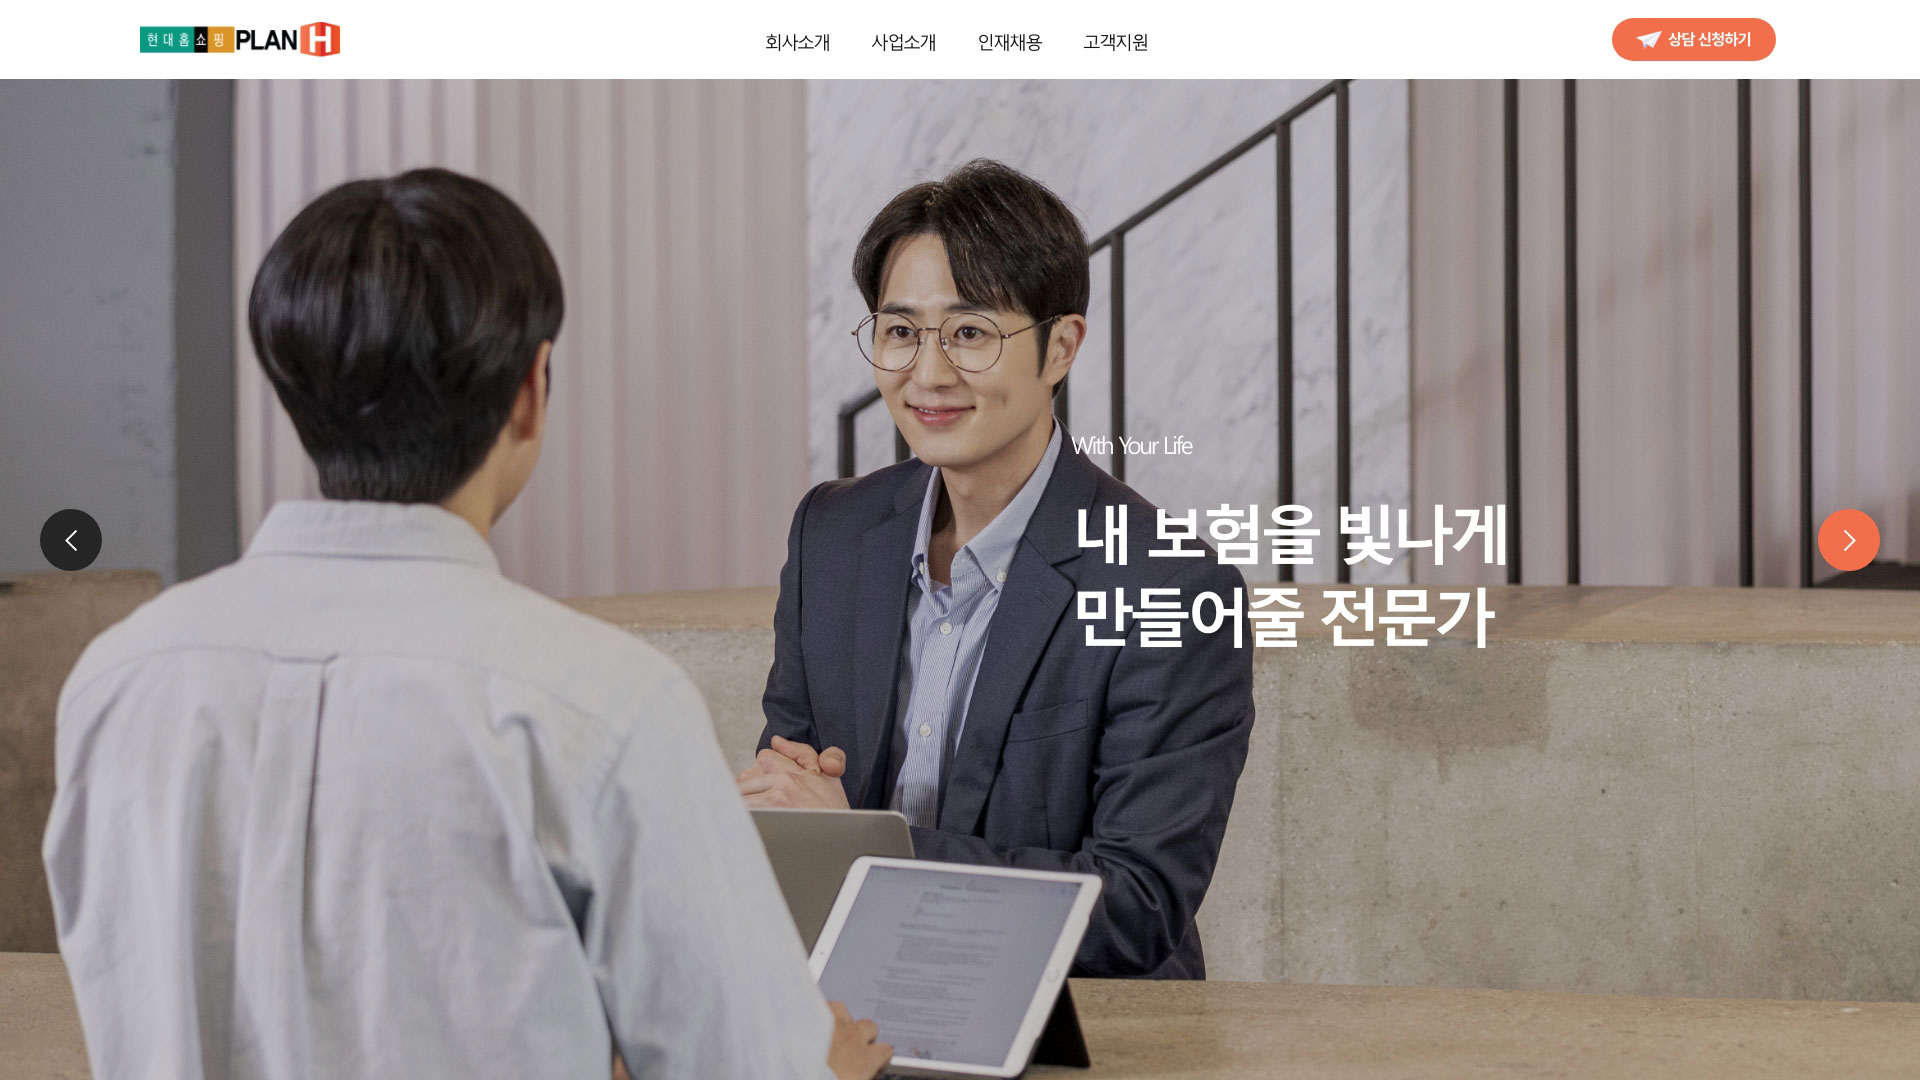 현대홈쇼핑 PLAN H
회사소개
사업소개
인재채용
고객지원
상담 신청하기
With Your Life
내 보험을 빛나게
만들어줄 전문가